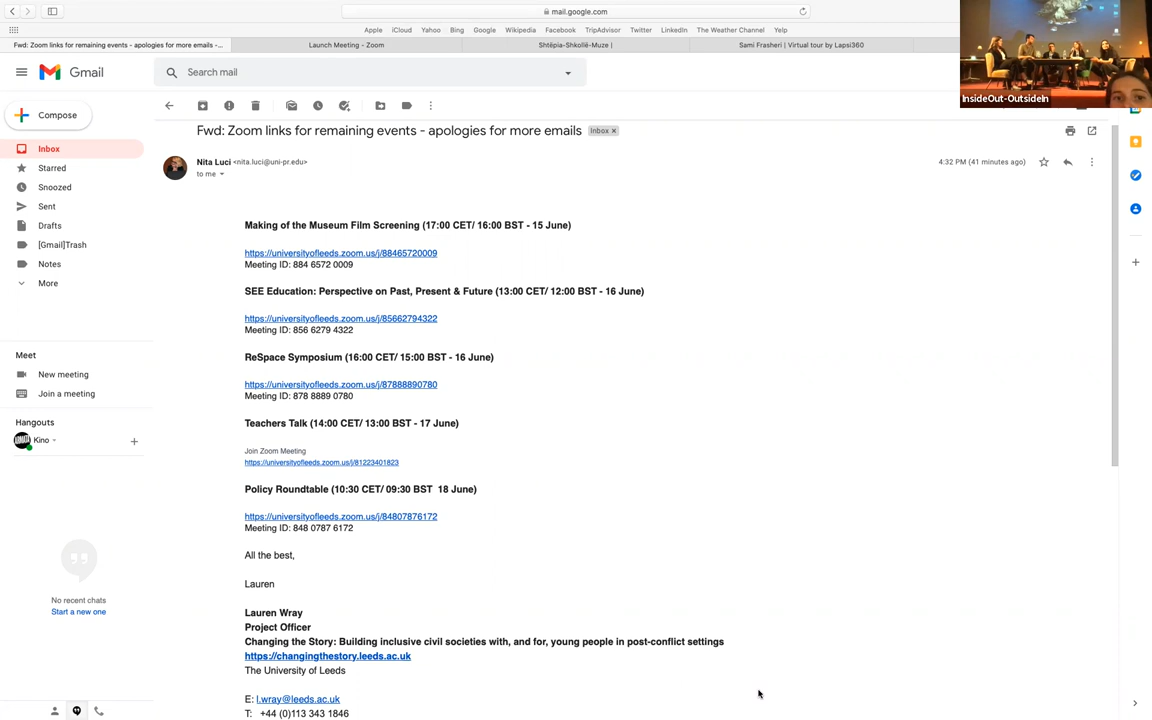 mail.google.com
Apple iCloud Yahoo Bing Google Wikipedia Facebook TripAdvisor Twitter LinkedIn The Weather Channel Yelp
Fwd: Zoom links for remaining events - apologies for more emails -...
Launch Meeting - Zoom
Shtëpia-Shkollë-Muze |
Sami Frasheri | Virtual tour by Lapsi360
InsideOut-OutsideIn
Gmail
Search mail
Compose
Inbox
Starred
Snoozed
Sent
Drafts
[Gmail]Trash
Notes
More
Meet
New meeting
Join a meeting
Hangouts
Kino
No recent chats
Start a new one
Fwd: Zoom links for remaining events - apologies for more emails Inbox x
Nita Luci <nita.luci@uni-pr.edu>
4:32 PM (41 minutes ago)
to me
Making of the Museum Film Screening (17:00 CET/ 16:00 BST - 15 June)
https://universityofleeds.zoom.us/j/88465720009
Meeting ID: 884 6572 0009
SEE Education: Perspective on Past, Present & Future (13:00 CET/ 12:00 BST - 16 June)
https://universityofleeds.zoom.us/j/85662794322
Meeting ID: 856 6279 4322
ReSpace Symposium (16:00 CET/ 15:00 BST - 16 June)
https://universityofleeds.zoom.us/j/87888890780
Meeting ID: 878 8889 0780
Teachers Talk (14:00 CET/ 13:00 BST - 17 June)
Join Zoom Meeting
https://universityofleeds.zoom.us/j/81223401823
Policy Roundtable (10:30 CET/ 09:30 BST 18 June)
https://universityofleeds.zoom.us/j/84807876172
Meeting ID: 848 0787 6172
All the best,
Lauren
Lauren Wray
Project Officer
Changing the Story: Building inclusive civil societies with, and for, young people in post-conflict settings
https://changingthestory.leeds.ac.uk
The University of Leeds
E: l.wray@leeds.ac.uk
T: +44 (0)113 343 1846